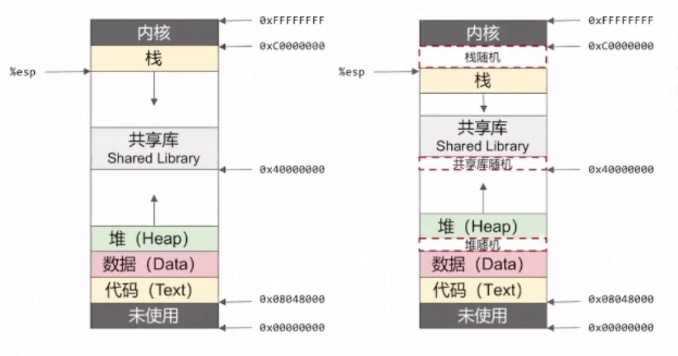 内核
0xFFFFFFFF
0xC0000000
栈
%esp
共享库
Shared Library
0x40000000
堆（Heap）
数据（Data）
代码（Text）
0x08048000
未使用
0x00000000
内核
0xFFFFFFFF
0xC0000000
栈随机
%esp
栈
共享库
Shared Library
共享库随机
0x40000000
堆（Heap）
堆随机
数据（Data）
代码（Text）
0x08048000
未使用
0x00000000